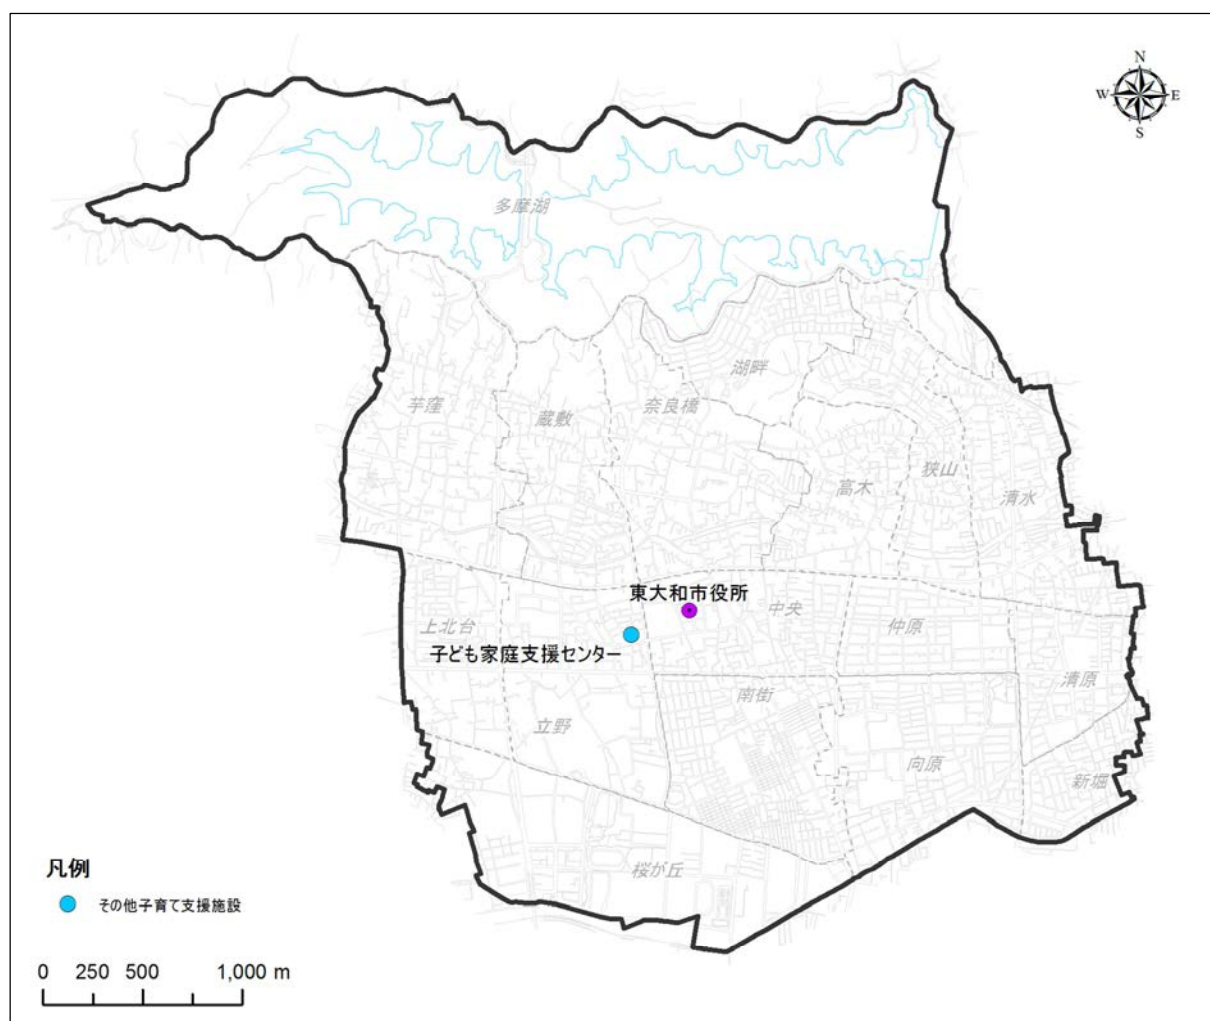 N
W E
S
多摩湖
湖畔
芋窪
蔵敷
奈良橋
狭山
高木
清水
東大和市役所
中央
上北台
仲原
子ども家庭支援センター
清原
南街
立野
向原
新堀
桜が丘
凡例
その他子育て支援施設
0 250 500 1,000 m